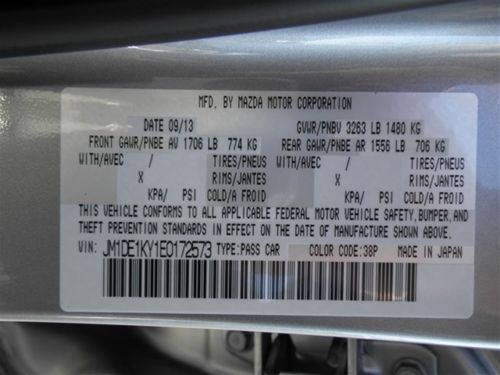 MFD. BY MAZDA MOTOR CORPORATION
DATE 09/13 GVWR/PNBV 3263 LB 1480 KG
FRONT GAWR/PNBE AV 1706 LB 774 KG REAR GAWR/PNBE AR 1556 LB 706 KG
WITH/AVEC / TIRES/PNEUS WITH/AVEC / TIRES/PNEUS
X RIMS/JANTES X RIMS/JANTES
KPA/ PSI COLD/A FROID KPA/ PSI COLD/A FROID
THIS VEHICLE CONFORMS TO ALL APPLICABLE FEDERAL MOTOR VEHICLE SAFETY, BUMPER, AND
THEFT PREVENTION STANDARDS IN EFFECT ON THE DATE OF MANUFACTURE SHOWN ABOVE.
VIN: JM1DE1KY1E0172573 TYPE:PASS CAR COLOR CODE:38P MADE IN JAPAN